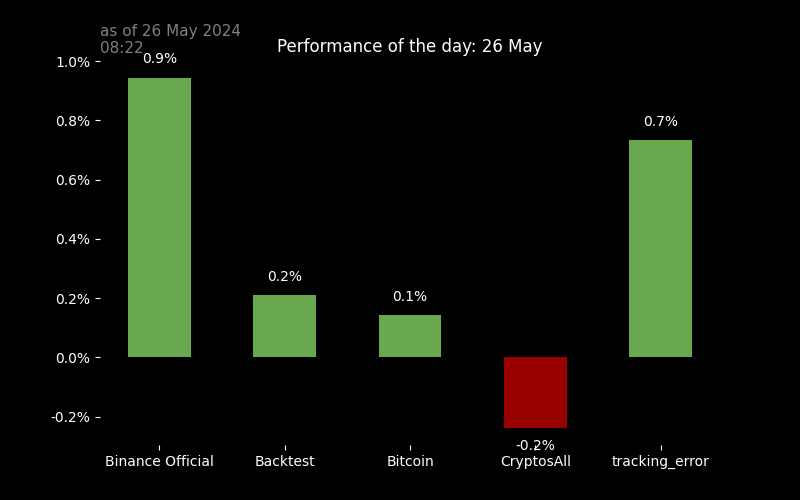 as of 26 May 2024
08:22
Performance of the day: 26 May
1.0%
0.8%
0.6%
0.4%
0.2%
0.0%
-0.2%
0.9%
0.2%
0.1%
-0.2%
0.7%
Binance Official
Backtest
Bitcoin
CryptosAll
tracking_error